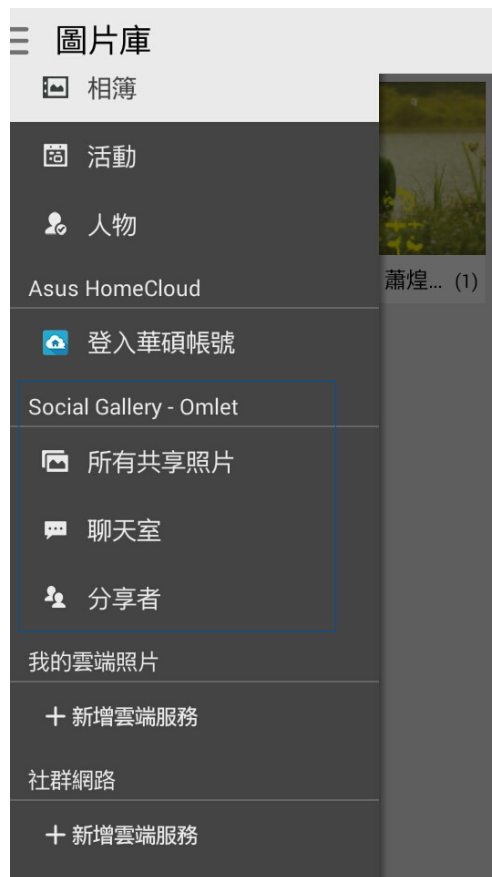 圖片庫
相簿
活動
人物
Asus HomeCloud
登入華碩帳號
Social Gallery - Omlet
所有共享照片
聊天室
分享者
我的雲端照片
+ 新增雲端服務
社群網路
+ 新增雲端服務
蕭煌... (1)